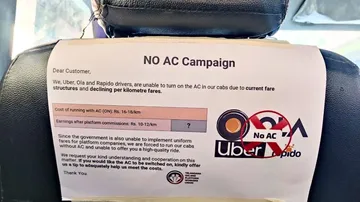 NO AC Campaign
Dear Customer,
We, Uber, Ola and Rapido drivers, are unable to turn on the AC in our cabs due to current fare
structures and declining per kilometre fares.
Cost of running with AC (ON): Rs. 16-18/km
Earnings after platform commissions: Rs. 10-12/km
?
Since the government is also unable to implement uniform
fares for platform companies, we are forced to run our cabs
without AC and unable to offer you a high-quality ride.
We request your kind understanding and cooperation on this
matter. If you would like the AC to be switched on, kindly offer
us a tip to adequately help us meet the costs.
Thank You
OLA
No AC
Uber
rapido